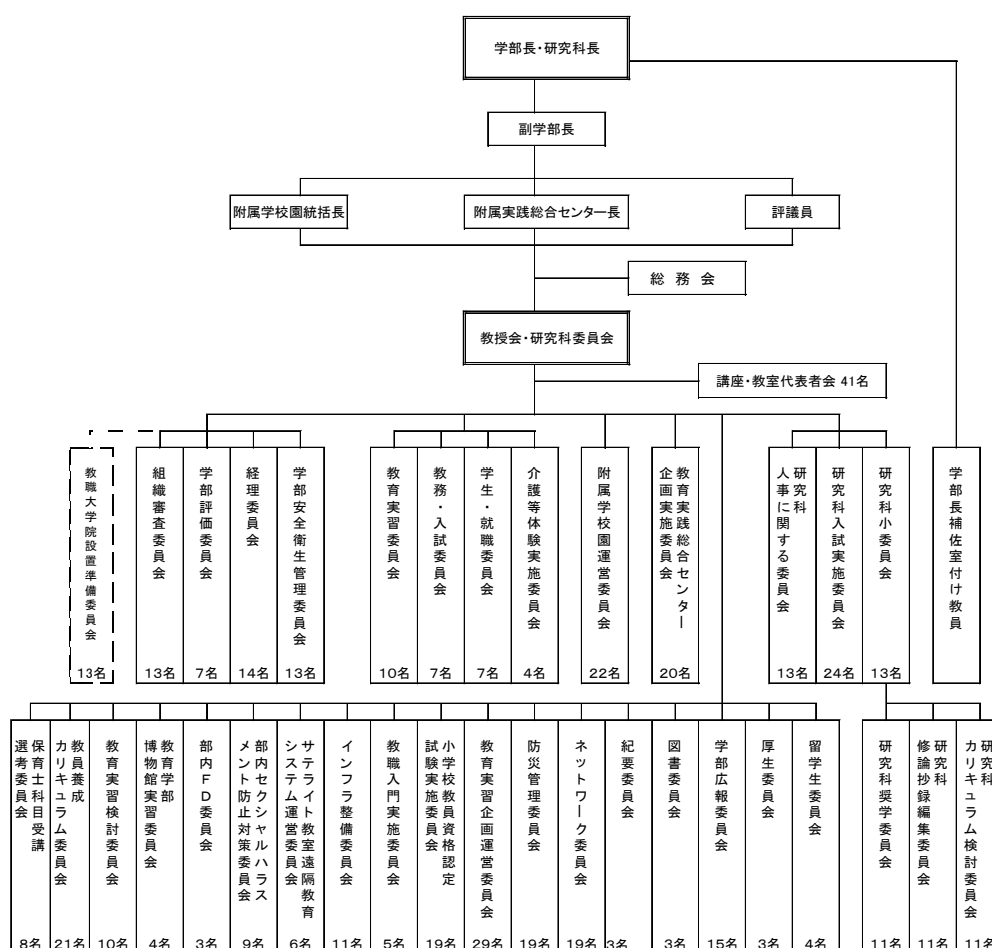 学部長・研究科長
副学部長
附属学校園統括長
附属実践総合センター長
評議員
総務会
教授会・研究科委員会
講座・教室代表者会 41名
教職大学院設置準備委員会
13名
組織審査委員会
13名
学部評価委員会
7名
経理委員会
14名
学部安全衛生管理委員会
13名
教育実習委員会
10名
教務・入試委員会
7名
学生・就職委員会
7名
介護等体験実施委員会
4名
附属学校園運営委員会
22名
教育実践総合センター
企画実施委員会
20名
研究科
人事に関する委員会
13名
研究科入試実施委員会
24名
研究科小委員会
13名
学部長補佐室付け教員
保育士科目受講
選考委員会
8名
教員養成
カリキュラム委員会
21名
教育実習検討委員会
10名
教育学部
博物館実習委員会
4名
部内FD委員会
3名
部内セクシャルハラス
メント防止対策委員会
9名
サテライト教室遠隔教育
システム運営委員会
6名
インフラ整備委員会
11名
教職入門実施委員会
5名
小学校教員資格認定
試験実施委員会
19名
教育実習企画運営委員会
29名
防災管理委員会
19名
ネットワーク委員会
19名
紀要委員会
3名
図書委員会
3名
学部広報委員会
15名
厚生委員会
3名
留学生委員会
4名
研究科奨学委員会
11名
研究科
修論抄録編集委員会
11名
研究科
カリキュラム検討委員会
11名